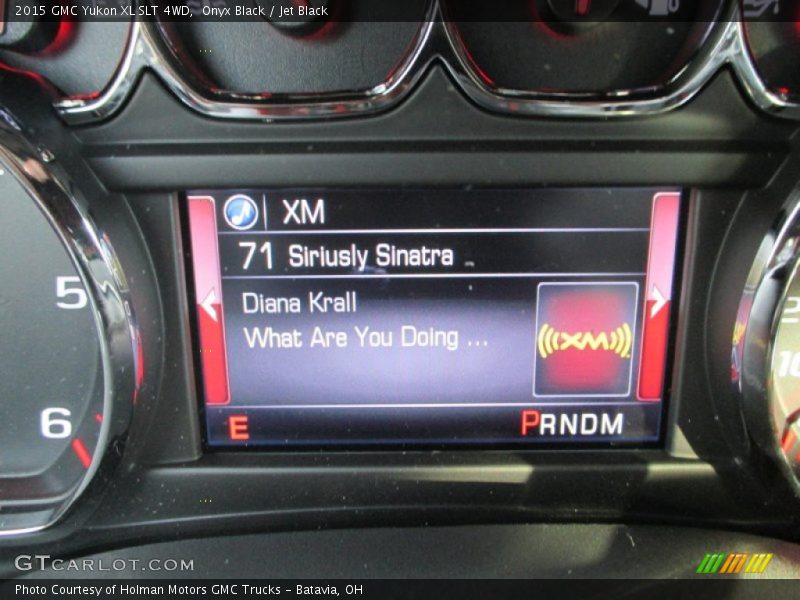 2015 GMC Yukon XL SLT 4WD, Onyx Black / Jet Black
XM
71 Siriusly Sinatra
Diana Krall
What Are You Doing ...
XM
E PRNDM
5
6
GTCARLOT.COM
Photo Courtesy of Holman Motors GMC Trucks - Batavia, OH